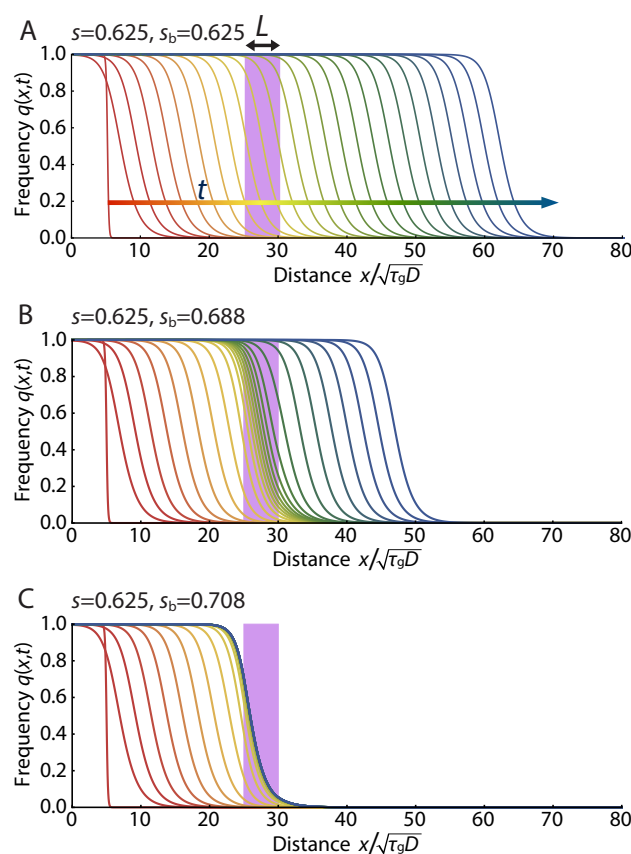 A
s=0.625, sb=0.625
L
Frequency q(x,t)
1.0
0.8
0.6
0.4
0.2
0.0
t
0 10 20 30 40 50 60 70 80
Distance x/√τgD
B
s=0.625, sb=0.688
Frequency q(x,t)
1.0
0.8
0.6
0.4
0.2
0.0
0 10 20 30 40 50 60 70 80
Distance x/√τgD
C
s=0.625, sb=0.708
Frequency q(x,t)
1.0
0.8
0.6
0.4
0.2
0.0
0 10 20 30 40 50 60 70 80
Distance x/√τgD